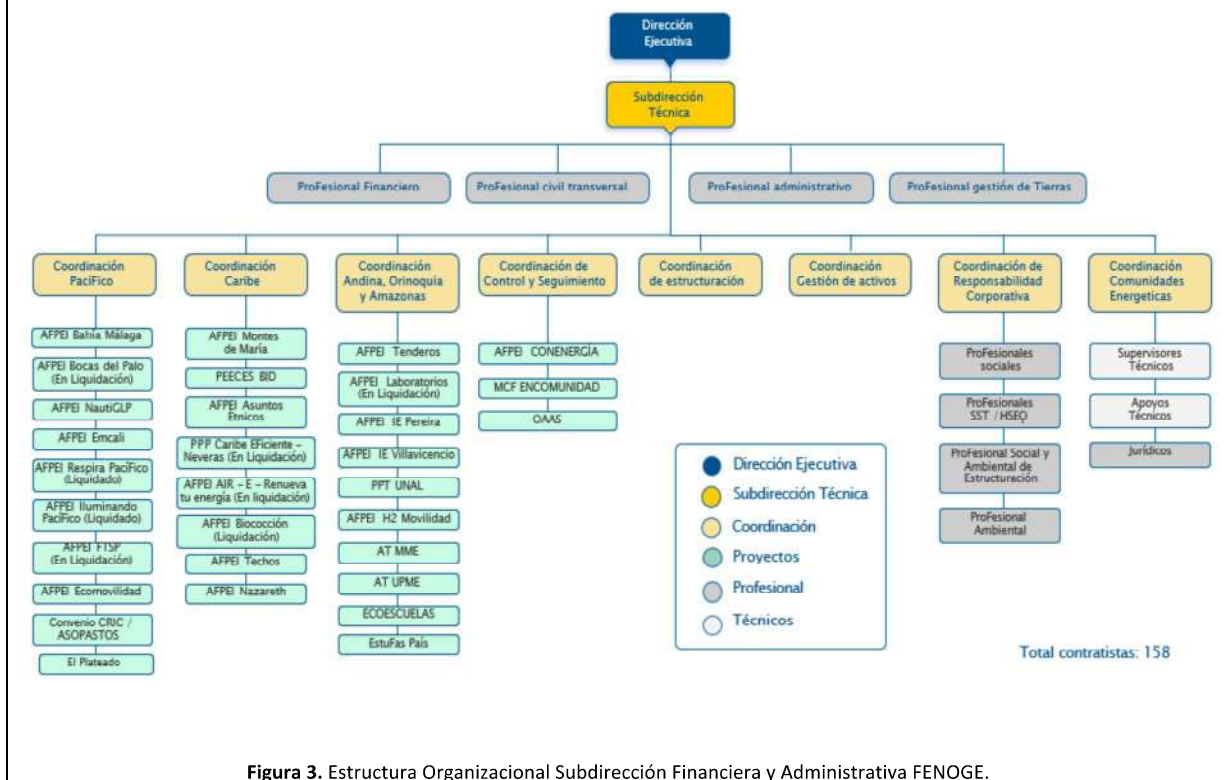 Dirección
Ejecutiva
Subdirección
Técnica
ProFesional Financiero
ProFesional civil transversal
ProFesional administrativo
ProFesional gestión de Tierras
Coordinación
PaciFico
Coordinación
Caribe
Coordinación
Andina, Orinoquía
y Amazonas
Coordinación de
Control y Seguimiento
Coordinación
de estructuración
Coordinación
Gestión de activos
Coordinación de
Responsabilidad
Corporativa
Coordinación
Comunidades
Energeticas
AFPEI Bahía Málaga
AFPEI Bocas del Palo
(En Liquidación)
AFPEI NautiGLP
AFPEI Emcali
AFPEI Respira PacíFico
(Liquidado)
AFPEI Iluminando
PacíFico (Liquidado)
AFPEI FTSP
(En Liquidación)
AFPEI Ecomovilidad
Convenio CRIC /
ASOPASTOS
El Plateado
AFPEI Montes
de María
PEECES BID
AFPEI Asuntos
Étnicos
PPP Caribe EFiciente –
Neveras (En Liquidación)
AFPEI AIR – E – Renueva
tu energía (En liquidación)
AFPEI Biococción
(Liquidación)
AFPEI Techos
AFPEI Nazareth
AFPEI Tenderos
AFPEI Laboratorios
(En Liquidación)
AFPEI IE Pereira
AFPEI IE Villavicencio
PPT UNAL
AFPEI H2 Movilidad
AT MME
AT UPME
ECOESCUELAS
EstuFas País
AFPEI CONENERGÍA
MCF ENCOMUNIDAD
OAAS
ProFesionales
sociales
ProFesionales
SST / HSEQ
ProFesional Social y
Ambiental de
Estructuración
ProFesional
Ambiental
Supervisores
Técnicos
Apoyos
Técnicos
Jurídicos
Dirección Ejecutiva
Subdirección Técnica
Coordinación
Proyectos
Profesional
Técnicos
Total contratistas: 158
Figura 3. Estructura Organizacional Subdirección Financiera y Administrativa FENOGE.